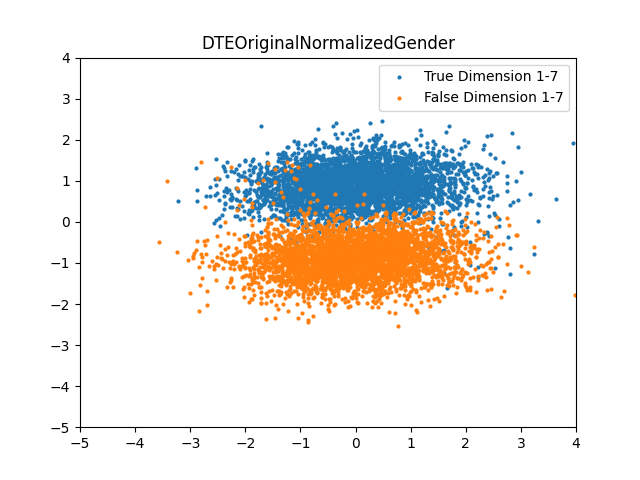 DTEOriginalNormalizedGender
True Dimension 1-7
False Dimension 1-7
4
3
2
1
0
−1
−2
−3
−4
−5
−5 −4 −3 −2 −1 0 1 2 3 4